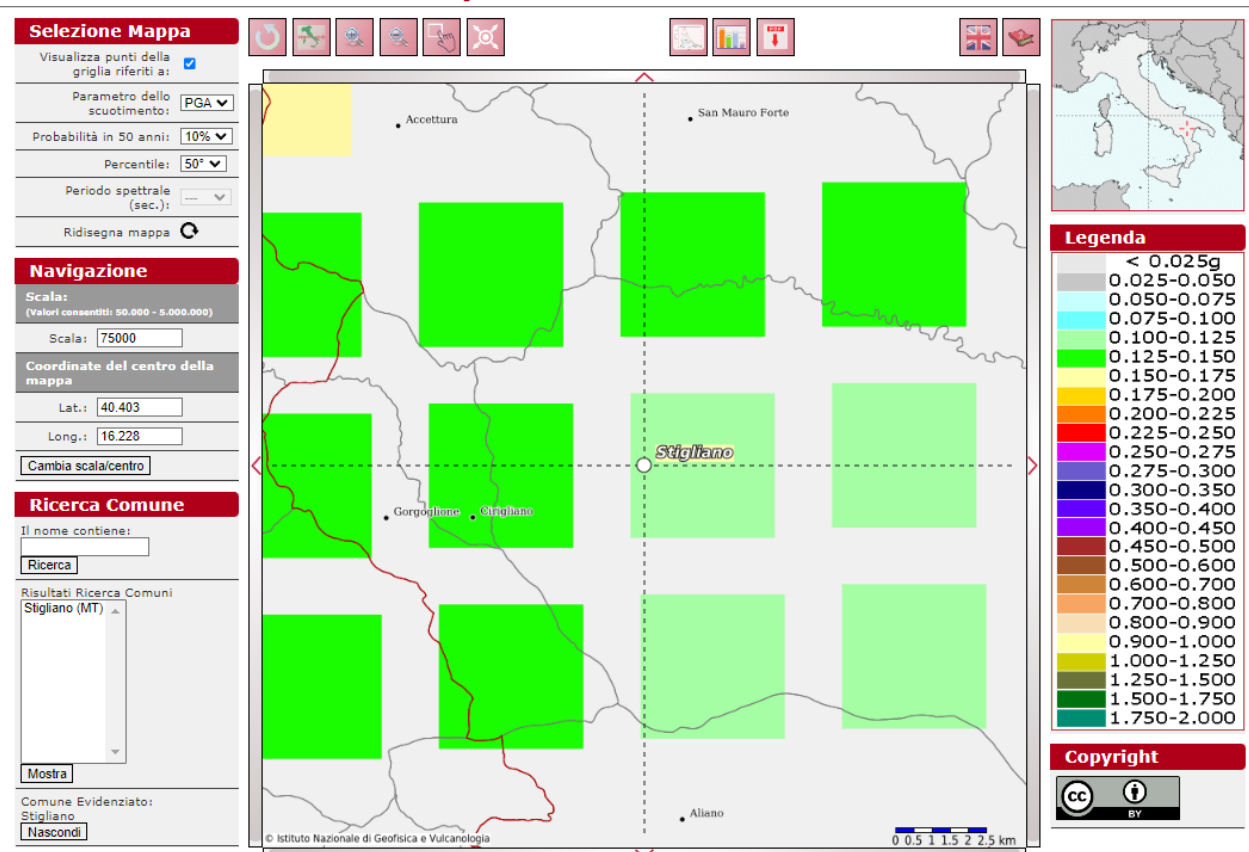 Selezione Mappa
Visualizza punti della
griglia riferiti a:
Parametro dello
scuotimento:
PGA
Probabilità in 50 anni:
10%
Percentile:
50°
Periodo spettrale
(sec.):
---
Ridisegna mappa
Navigazione
Scala:
(Valori consentiti: 50.000 - 5.000.000)
Scala:
75000
Coordinate del centro della
mappa
Lat.:
40.403
Long.:
16.228
Cambia scala/centro
Ricerca Comune
Il nome contiene:
Ricerca
Risultati Ricerca Comuni
Stigliano (MT)
Mostra
Comune Evidenziato:
Stigliano
Nascondi
PDF
Accettura
San Mauro Forte
Stigliano
Gorgoglione
Cirigliano
Aliano
© Istituto Nazionale di Geofisica e Vulcanologia
0 0.5 1 1.5 2 2.5 km
Legenda
< 0.025g
0.025-0.050
0.050-0.075
0.075-0.100
0.100-0.125
0.125-0.150
0.150-0.175
0.175-0.200
0.200-0.225
0.225-0.250
0.250-0.275
0.275-0.300
0.300-0.350
0.350-0.400
0.400-0.450
0.450-0.500
0.500-0.600
0.600-0.700
0.700-0.800
0.800-0.900
0.900-1.000
1.000-1.250
1.250-1.500
1.500-1.750
1.750-2.000
Copyright
cc
BY